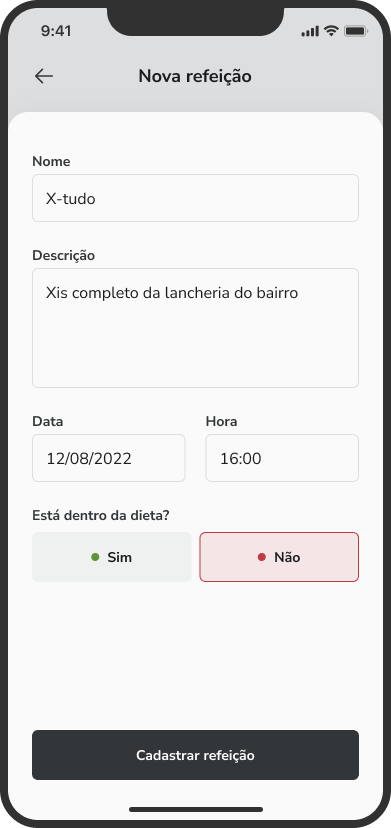 9:41
Nova refeição
Nome
X-tudo
Descrição
Xis completo da lancheria do bairro
Data
Hora
12/08/2022
16:00
Está dentro da dieta?
Sim
Não
Cadastrar refeição